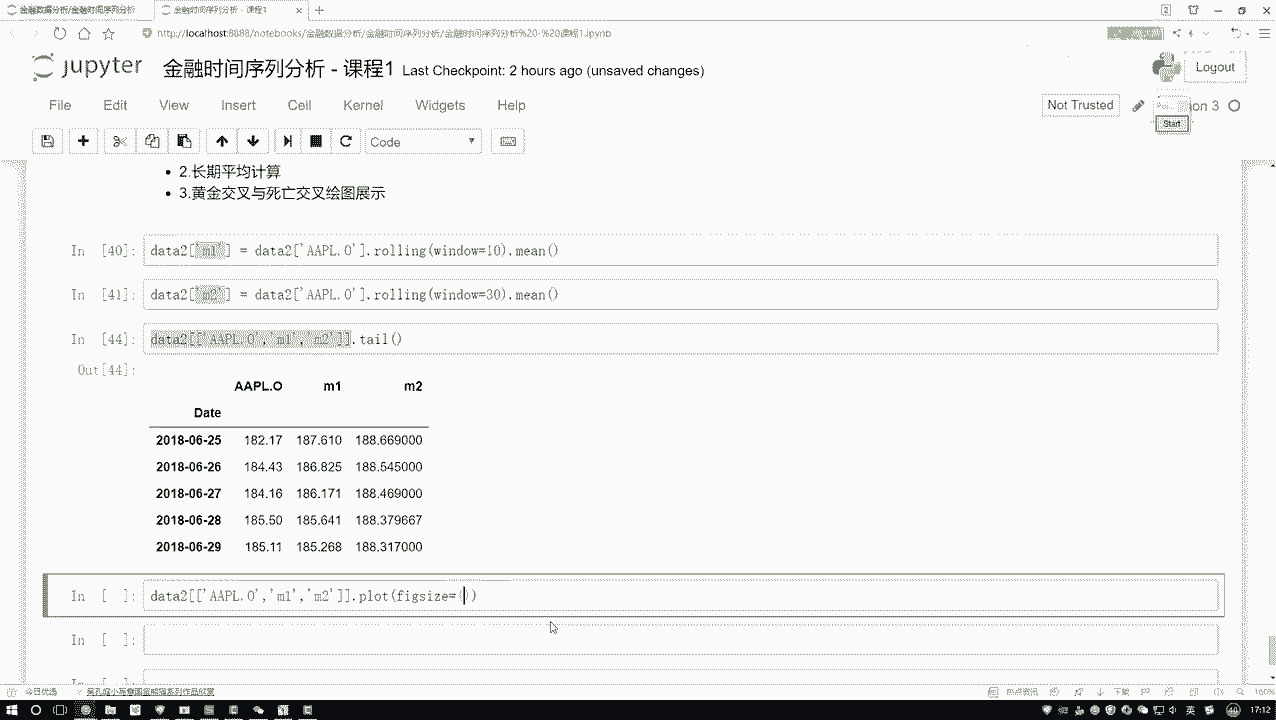 金融数据分析/金融时间序列分析
金融时间序列分析 - 课程1
http://localhost:8888/notebooks/金融数据分析/金融时间序列分析/金融时间序列分析%20-%20课程1.ipynb
jupyter 金融时间序列分析 - 课程1 Last Checkpoint: 2 hours ago (unsaved changes)
Logout
File Edit View Insert Cell Kernel Widgets Help
Not Trusted
on 3
Start
Code
2.长期平均计算
3.黄金交叉与死亡交叉绘图展示
In [40]: data2['m1'] = data2['AAPL.O'].rolling(window=10).mean()
In [41]: data2['m2'] = data2['AAPL.O'].rolling(window=30).mean()
In [44]: data2[['AAPL.O','m1','m2']].tail()
Out[44]:
AAPL.O m1 m2
Date
2018-06-25 182.17 187.610 188.669000
2018-06-26 184.43 186.825 188.545000
2018-06-27 184.16 186.171 188.469000
2018-06-28 185.50 185.641 188.379667
2018-06-29 185.11 185.268 188.317000
In [ ]: data2[['AAPL.O','m1','m2']].plot(figsize=())
In [ ]:
In [ ]:
今日优选
热点资讯
下载
160%
英
17:12